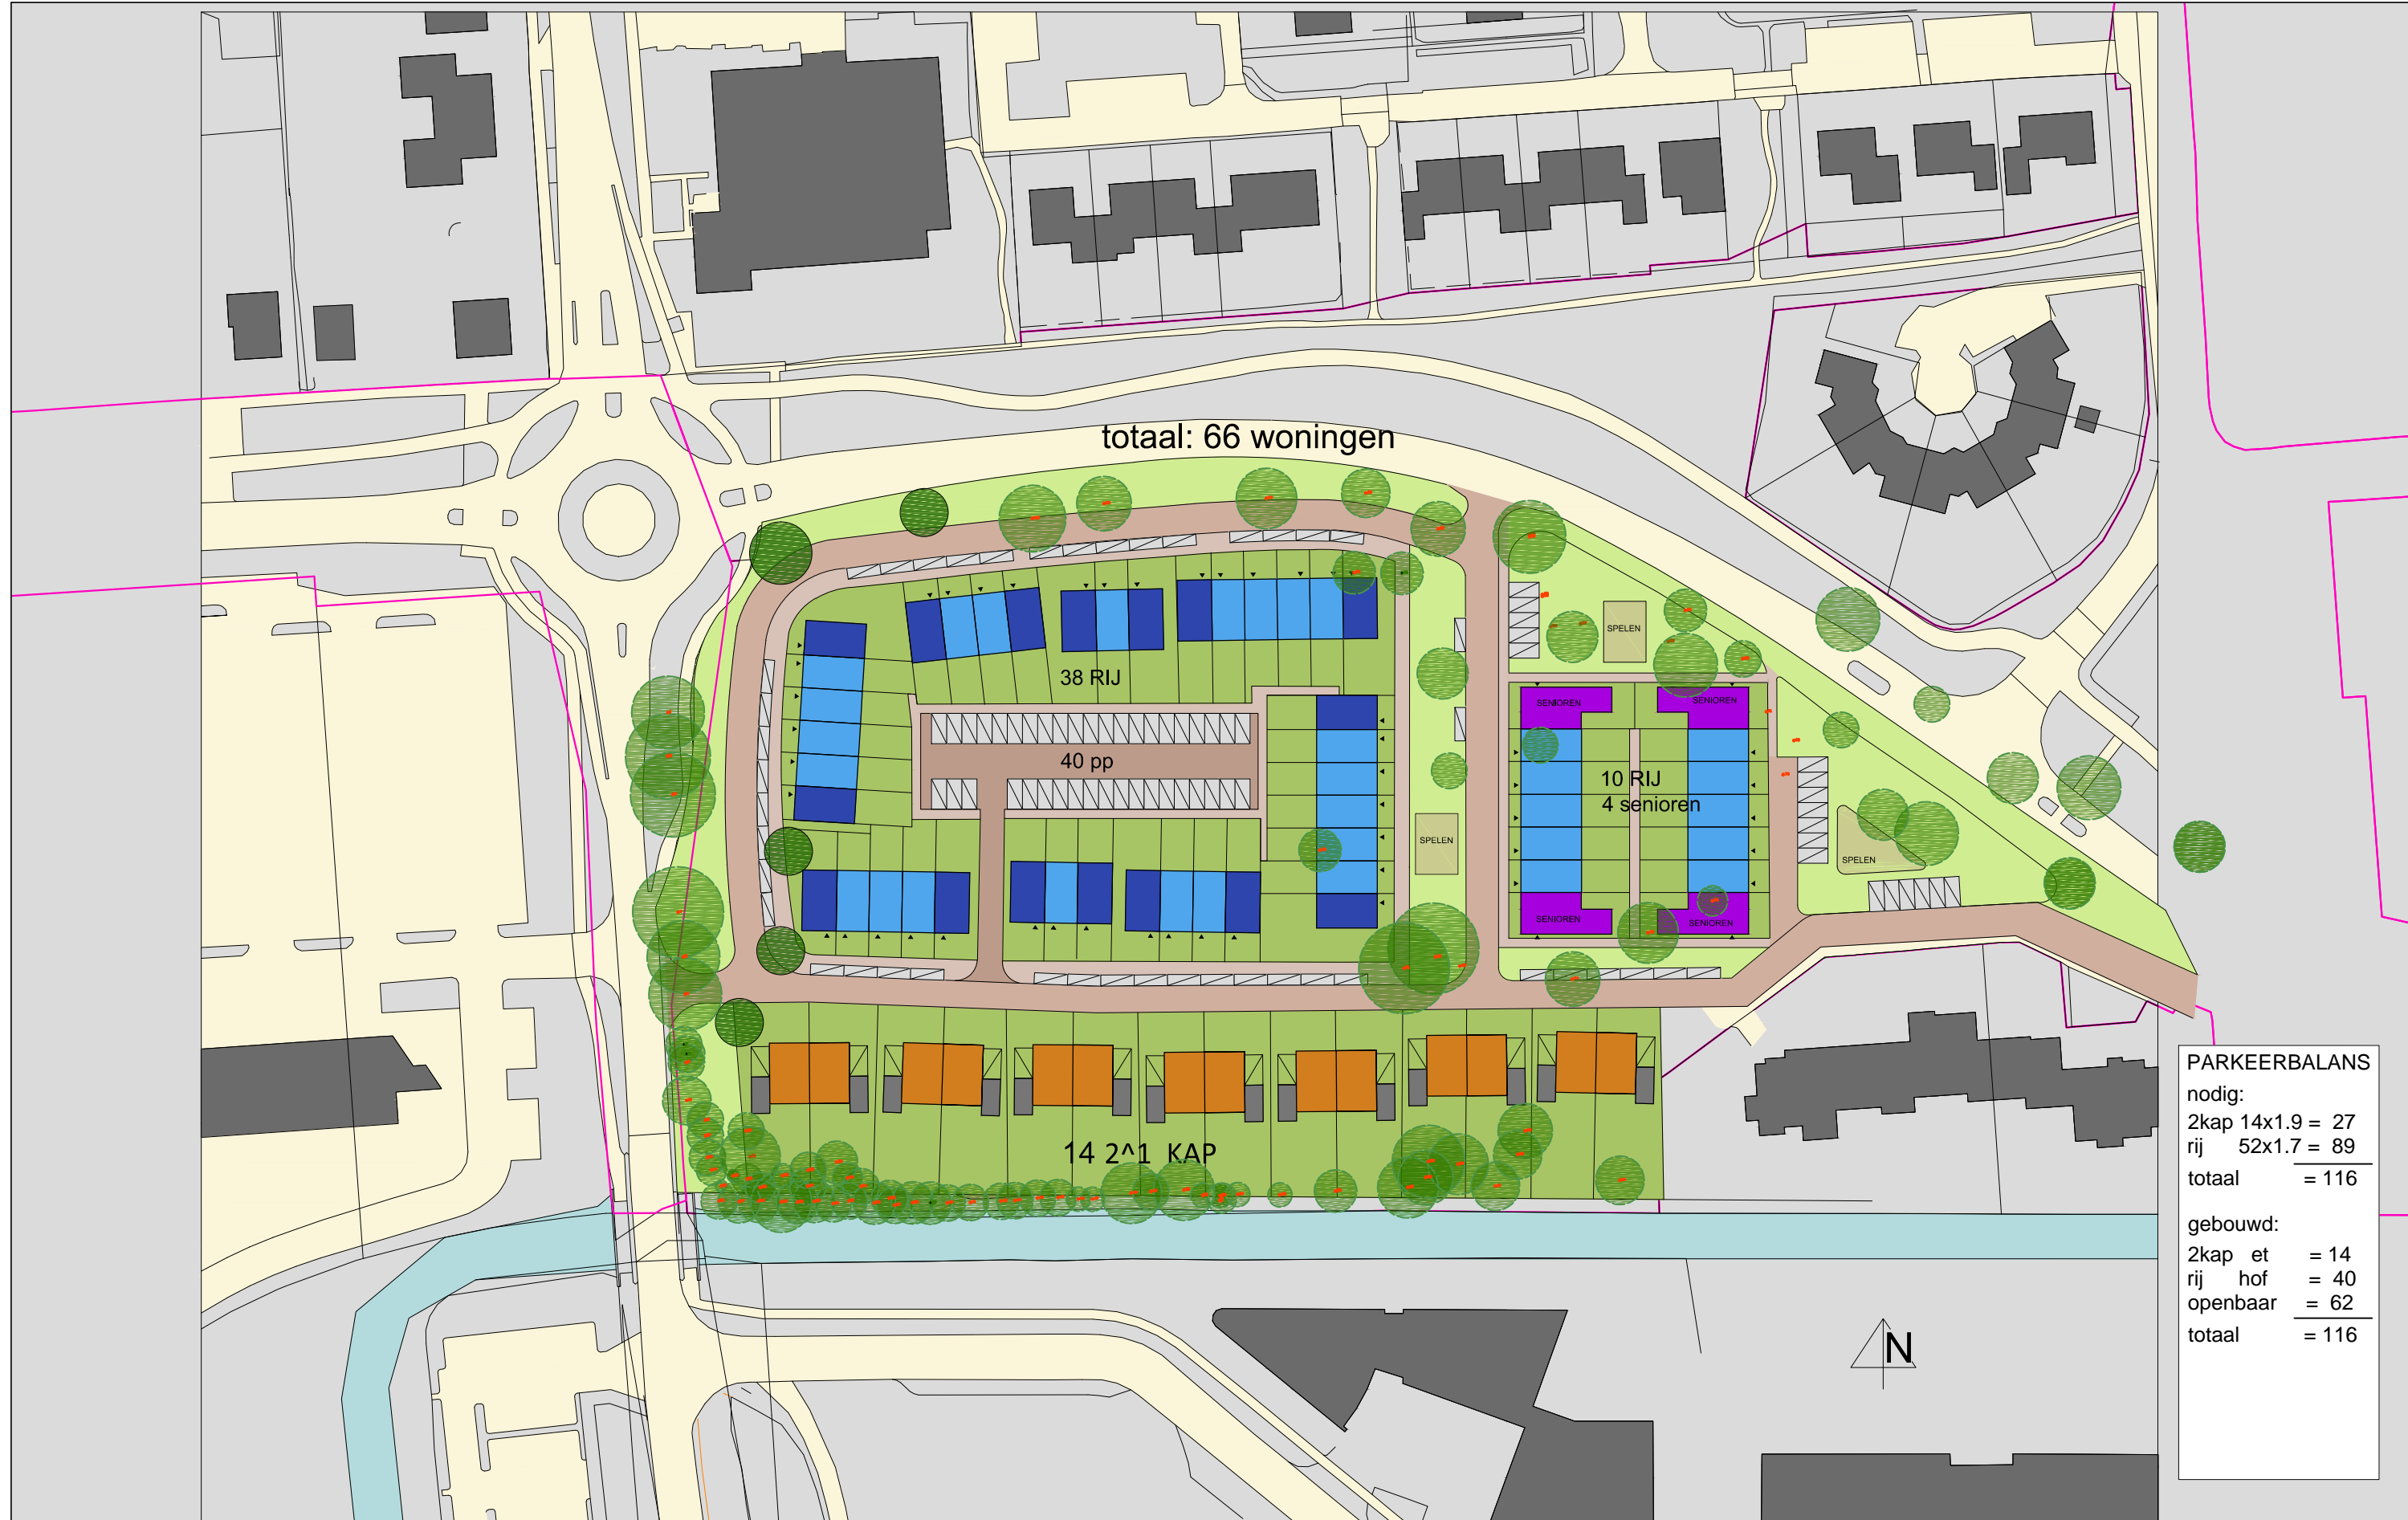 totaal: 66 woningen
SPELEN
38 RIJ
SENIOREN
SENIOREN
40 pp
10 RIJ
4 senioren
SPELEN
SPELEN
SENIOREN
SENIOREN
14 2^1 KAP
N
PARKEERBALANS
nodig:
2kap 14x1.9 = 27
rij 52x1.7 = 89
totaal = 116
gebouwd:
2kap et = 14
rij hof = 40
openbaar = 62
totaal = 116